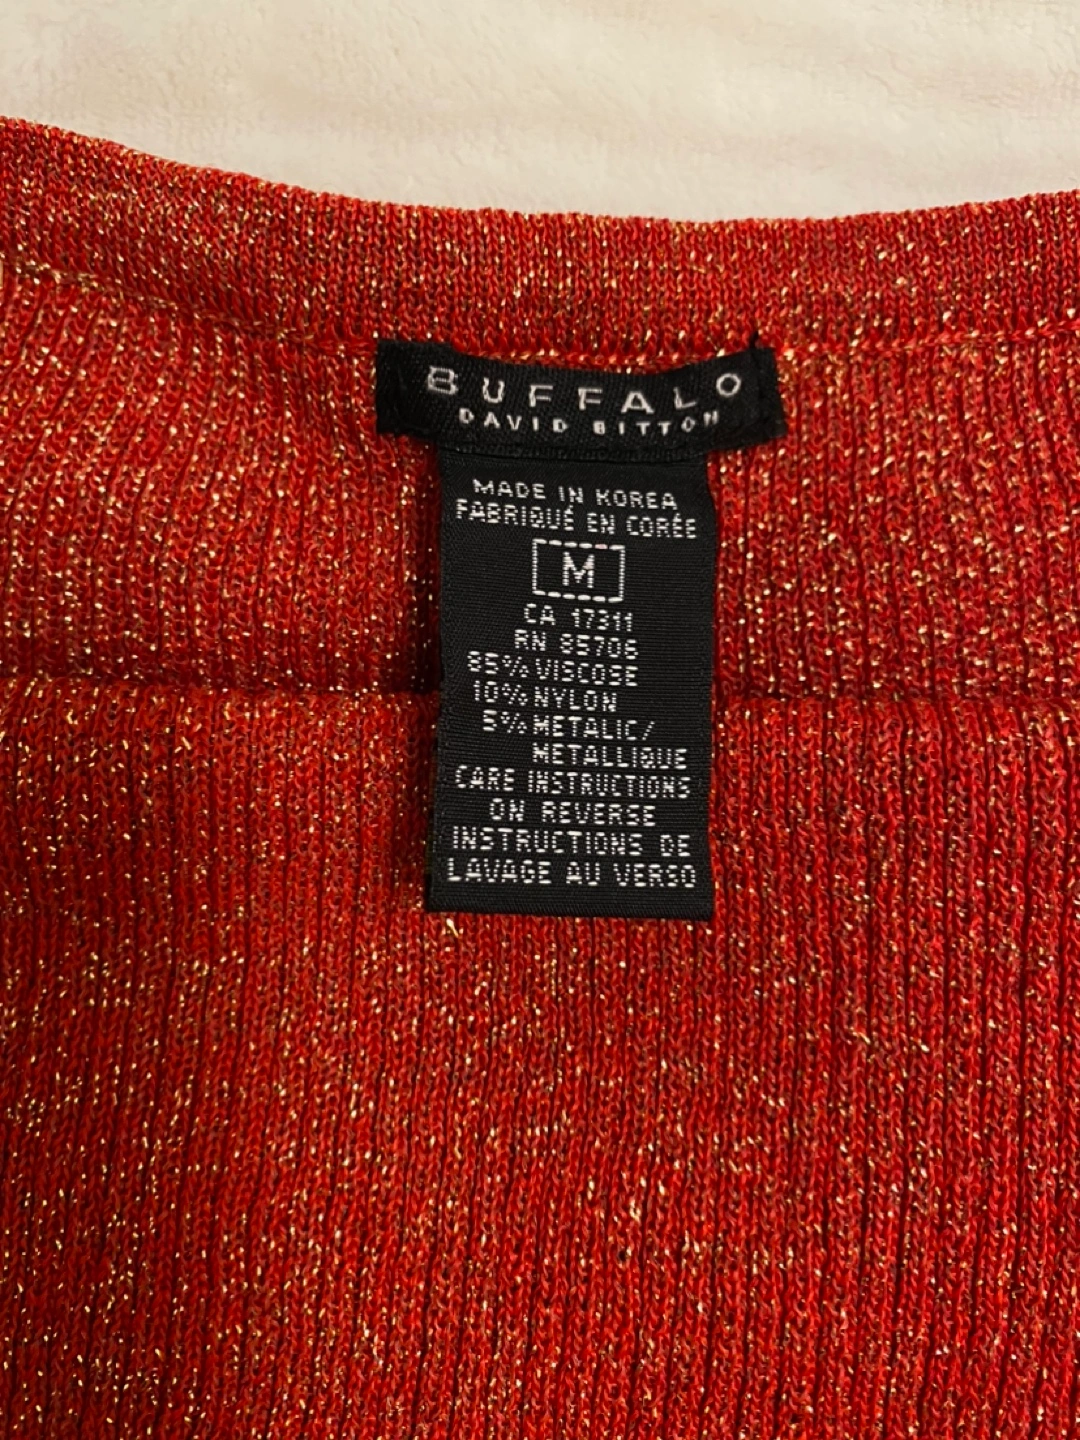 BUFFALO
DAVID BITTON
MADE IN KOREA
FABRIQUÉ EN CORÉE
M
CA 17311
RN 85706
85% VISCOSE
10% NYLON
5% METALIC/
METALLIQUE
CARE INSTRUCTIONS
ON REVERSE
INSTRUCTIONS DE
LAVAGE AU VERSO